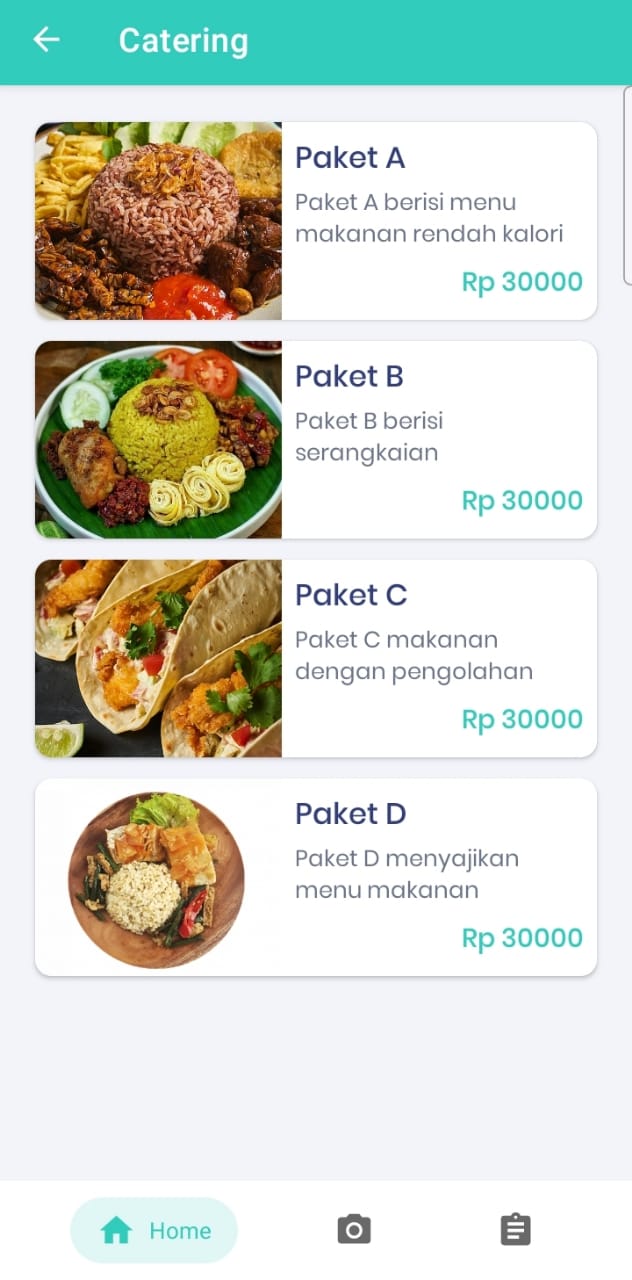 Catering
Paket A
Paket A berisi menu
makanan rendah kalori
Rp 30000
Paket B
Paket B berisi
serangkaian
Rp 30000
Paket C
Paket C makanan
dengan pengolahan
Rp 30000
Paket D
Paket D menyajikan
menu makanan
Rp 30000
Home